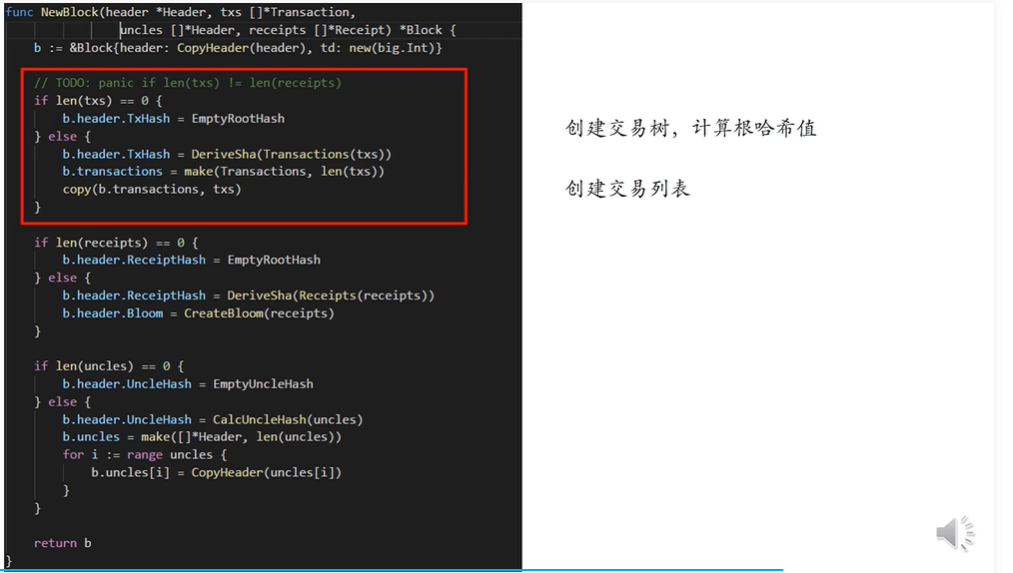 func NewBlock(header *Header, txs []*Transaction,
uncles []*Header, receipts []*Receipt) *Block {
b := &Block{header: CopyHeader(header), td: new(big.Int)}
// TODO: panic if len(txs) != len(receipts)
if len(txs) == 0 {
b.header.TxHash = EmptyRootHash
} else {
b.header.TxHash = DeriveSha(Transactions(txs))
b.transactions = make(Transactions, len(txs))
copy(b.transactions, txs)
}
if len(receipts) == 0 {
b.header.ReceiptHash = EmptyRootHash
} else {
b.header.ReceiptHash = DeriveSha(Receipts(receipts))
b.header.Bloom = CreateBloom(receipts)
}
if len(uncles) == 0 {
b.header.UncleHash = EmptyUncleHash
} else {
b.header.UncleHash = CalcUncleHash(uncles)
b.uncles = make([]*Header, len(uncles))
for i := range uncles {
b.uncles[i] = CopyHeader(uncles[i])
}
}
return b
}
创建交易树，计算根哈希值
创建交易列表